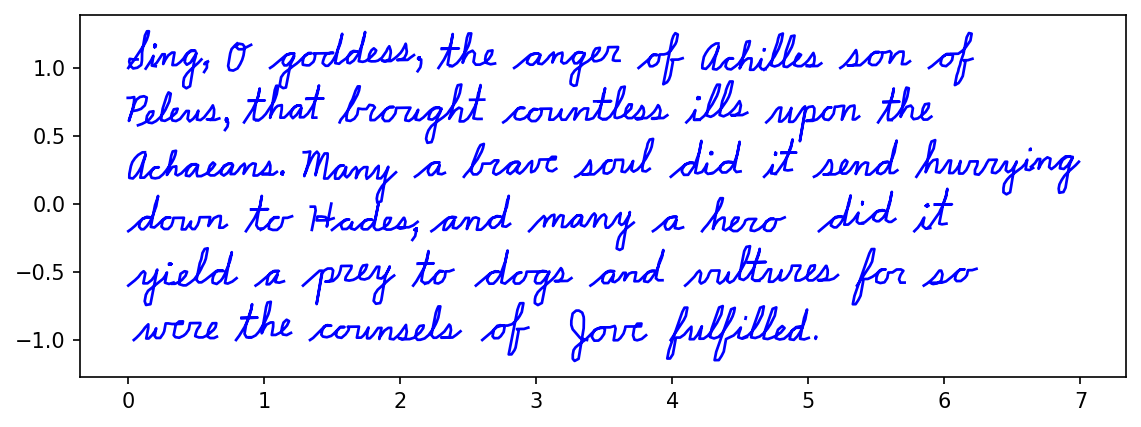 Sing, O goddess, the anger of Achilles son of
Peleus, that brought countless ills upon the
Achaeans. Many a brave soul did it send hurrying
down to Hades, and many a hero did it
yield a prey to dogs and vultures for so
were the counsels of Jove fulfilled.
1.0
0.5
0.0
−0.5
−1.0
0 1 2 3 4 5 6 7